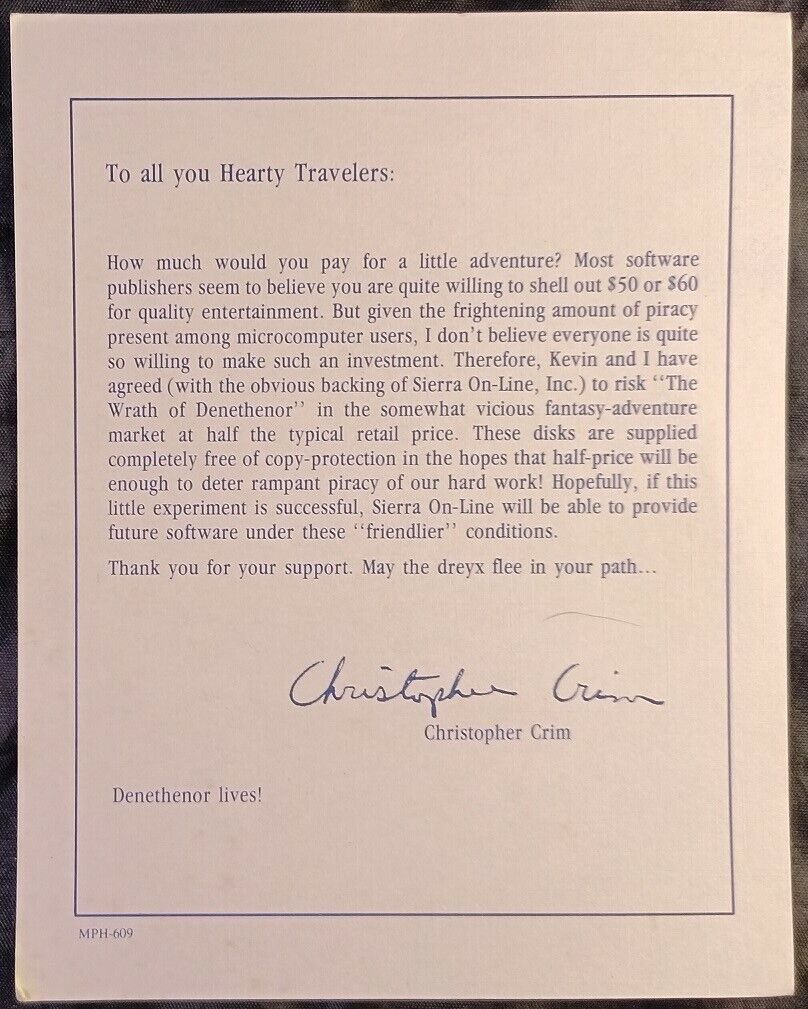 To all you Hearty Travelers:
How much would you pay for a little adventure? Most software
publishers seem to believe you are quite willing to shell out $50 or $60
for quality entertainment. But given the frightening amount of piracy
present among microcomputer users, I don't believe everyone is quite
so willing to make such an investment. Therefore, Kevin and I have
agreed (with the obvious backing of Sierra On-Line, Inc.) to risk ‘‘The
Wrath of Denethenor’’ in the somewhat vicious fantasy-adventure
market at half the typical retail price. These disks are supplied
completely free of copy-protection in the hopes that half-price will be
enough to deter rampant piracy of our hard work! Hopefully, if this
little experiment is successful, Sierra On-Line will be able to provide
future software under these ‘‘friendlier’’ conditions.
Thank you for your support. May the dreyx flee in your path...
Christopher Crim
Christopher Crim
Denethenor lives!
MPH-609